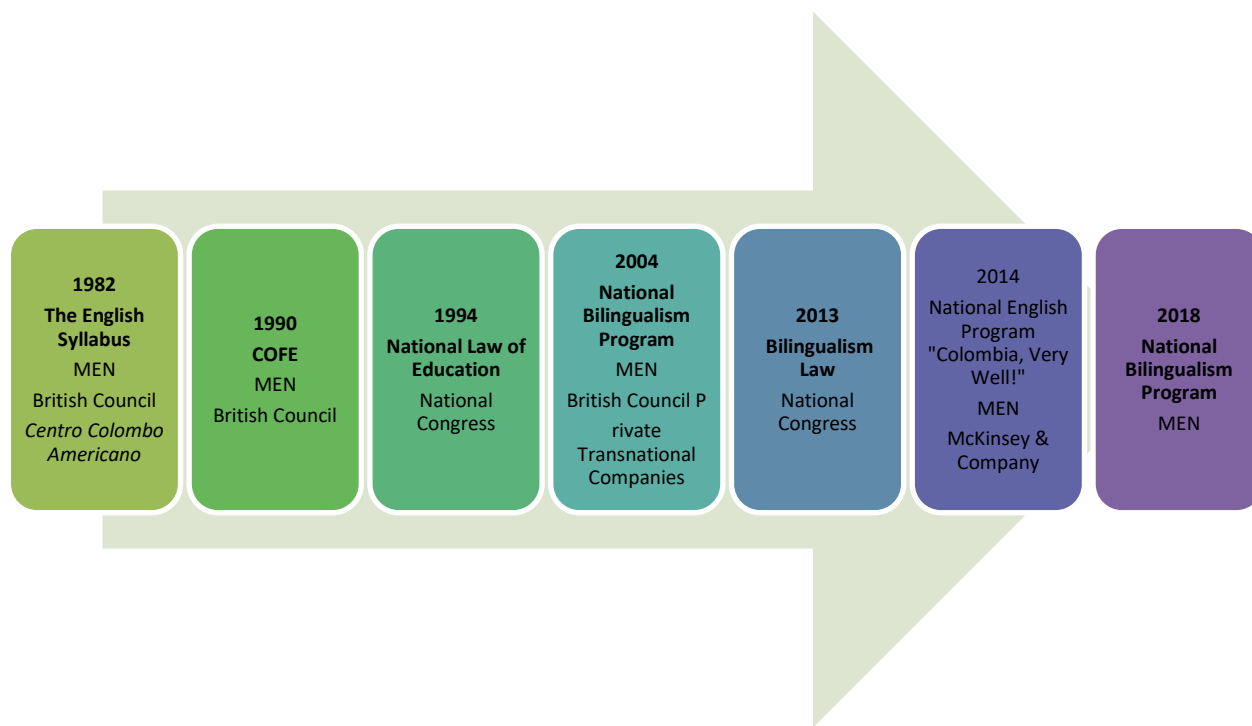 1982
The English
Syllabus
MEN
British Council
Centro Colombo
Americano
1990
COFE
MEN
British Council
1994
National Law of
Education
National
Congress
2004
National
Bilingualism
Program
MEN
British Council P
rivate
Transnational
Companies
2013
Bilingualism
Law
National
Congress
2014
National English
Program
"Colombia, Very
Well!"
MEN
McKinsey &
Company
2018
National
Bilingualism
Program
MEN